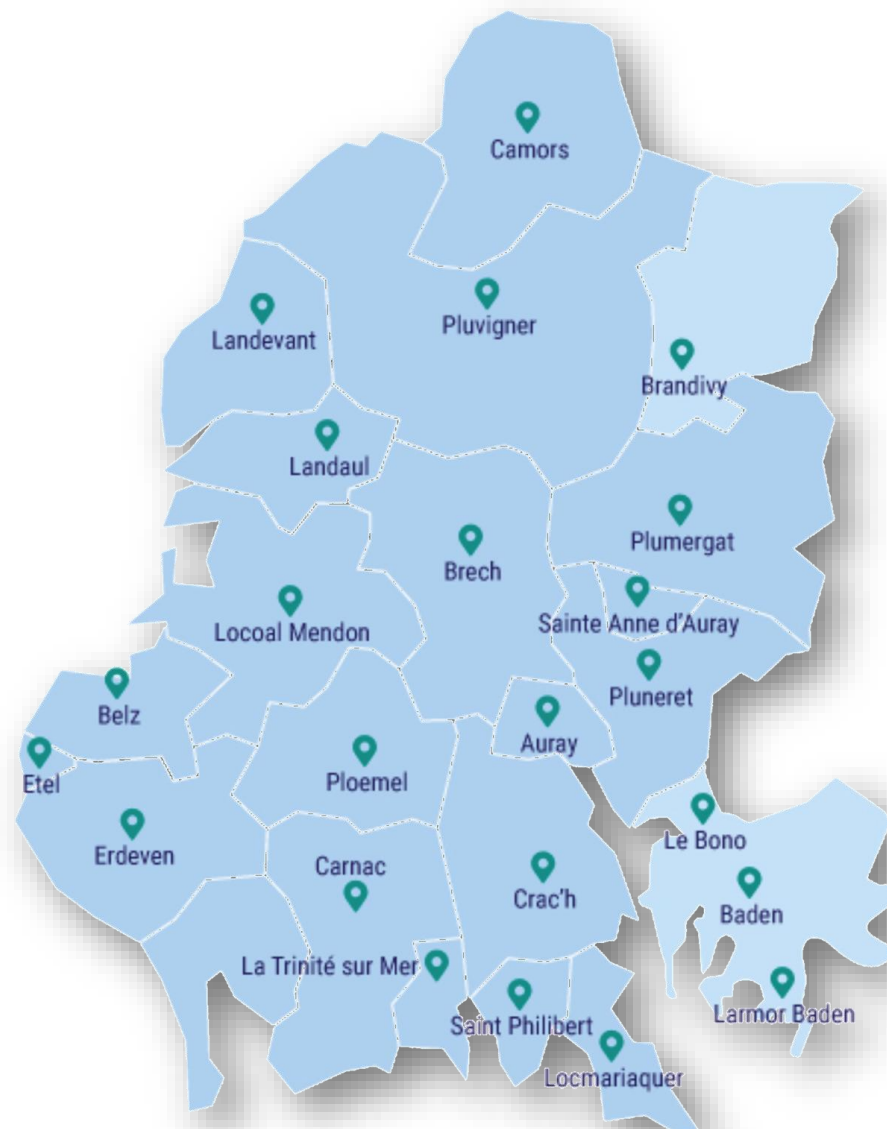 Camors
Pluvigner
Landevant
Brandivy
Landaul
Plumergat
Brech
Sainte Anne d'Auray
Locoal Mendon
Pluneret
Belz
Auray
Etel
Ploemel
Le Bono
Erdeven
Carnac
Crac'h
Baden
La Trinité sur Mer
Larmor Baden
Saint Philibert
Locmariaquer